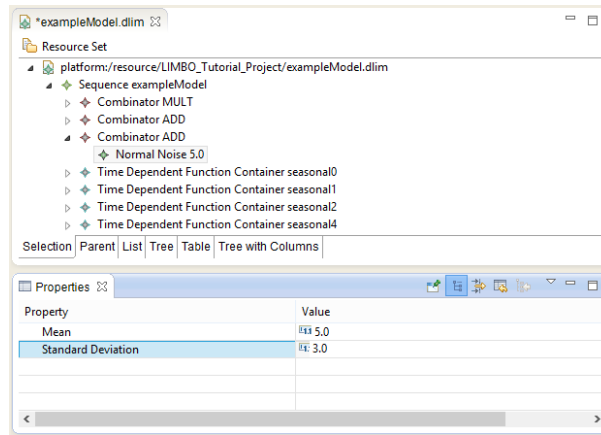 *exampleModel.dlim
Resource Set
platform:/resource/LIMBO_Tutorial_Project/exampleModel.dlim
Sequence exampleModel
Combinator MULT
Combinator ADD
Combinator ADD
Normal Noise 5.0
Time Dependent Function Container seasonal0
Time Dependent Function Container seasonal1
Time Dependent Function Container seasonal2
Time Dependent Function Container seasonal4
Selection Parent List Tree Table Tree with Columns
Properties
Property Value
Mean 5.0
Standard Deviation 3.0